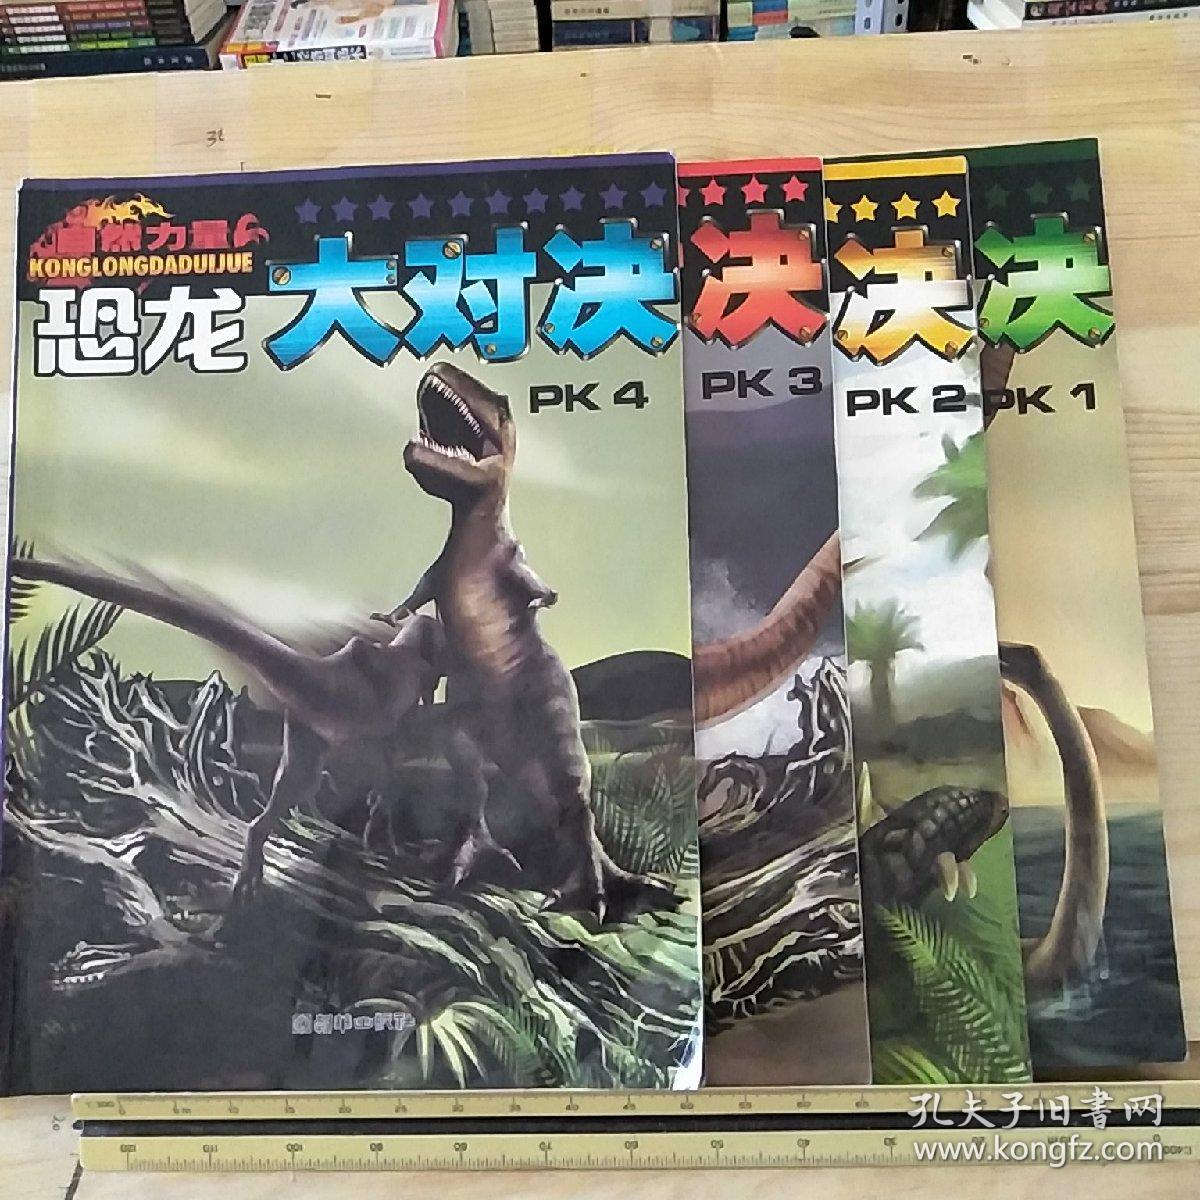 自然力量
KONGLONGDADUIJUE
恐龙
大对决
PK 4
决
PK 3
决
PK 2
决
PK 1
孔夫子旧书网
www.kongfz.com